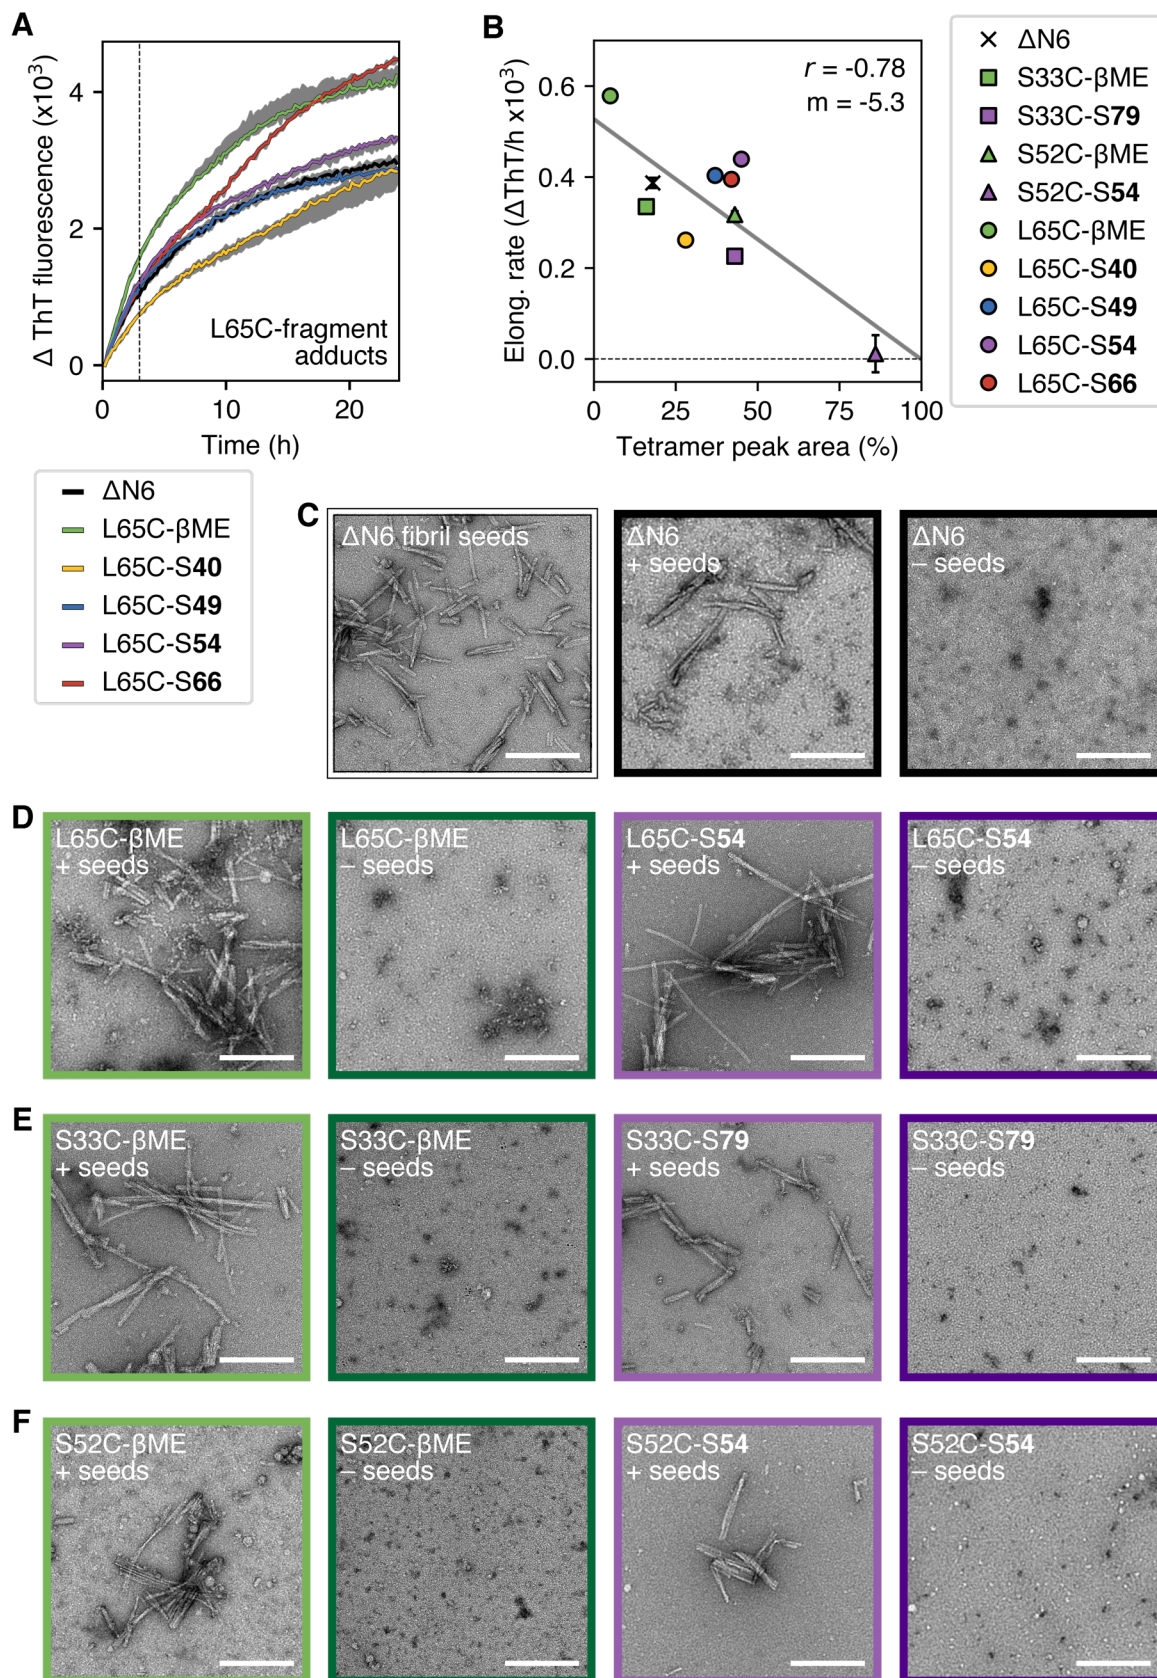 A
Δ ThT fluorescence (x10³)
4
2
0
0
10
20
Time (h)
L65C-fragment
adducts
B
Elong. rate (ΔThT/h x10³)
0.6
0.4
0.2
0.0
0
25
50
75
100
Tetramer peak area (%)
r = -0.78
m = -5.3
ΔN6
S33C-βME
S33C-S79
S52C-βME
S52C-S54
L65C-βME
L65C-S40
L65C-S49
L65C-S54
L65C-S66
ΔN6
L65C-βME
L65C-S40
L65C-S49
L65C-S54
L65C-S66
C
ΔN6 fibril seeds
ΔN6
+ seeds
ΔN6
– seeds
D
L65C-βME
+ seeds
L65C-βME
– seeds
L65C-S54
+ seeds
L65C-S54
– seeds
E
S33C-βME
+ seeds
S33C-βME
– seeds
S33C-S79
+ seeds
S33C-S79
– seeds
F
S52C-βME
+ seeds
S52C-βME
– seeds
S52C-S54
+ seeds
S52C-S54
– seeds